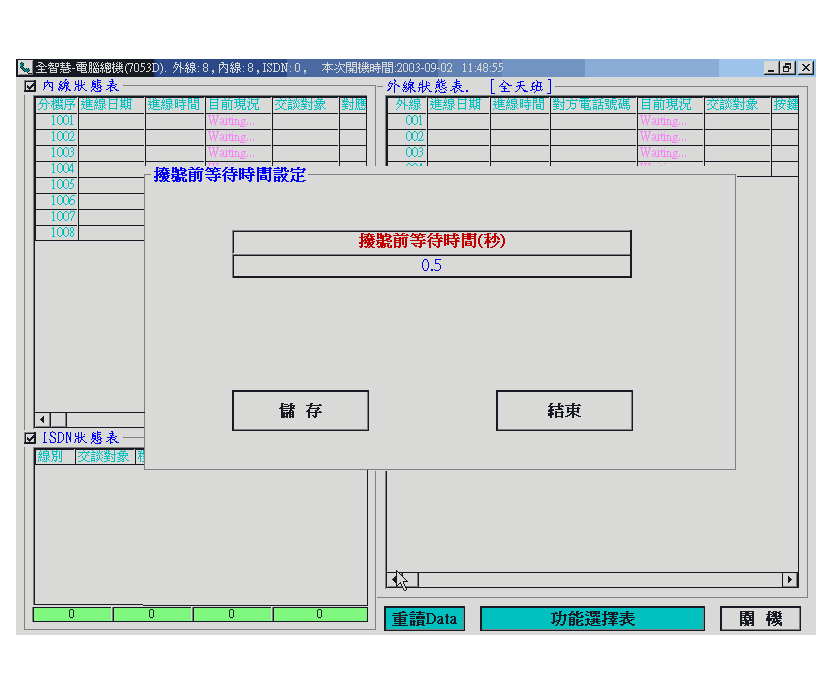 全智慧-電腦總機(7053D). 外線:8,內線:8,ISDN:0, 本次開機時間:2003-09-02 11:48:55
內線狀態表
分機序 進線日期 進線時間 目前現況 交談對象 對應
1001 Waiting...
1002 Waiting...
1003 Waiting...
1004
1005
1006
1007
1008
外線狀態表. [全天班]
外線 進線日期 進線時間 對方電話號碼 目前現況 交談對象 按鍵
001 Waiting...
002 Waiting...
003 Waiting...
撥號前等待時間設定
撥號前等待時間(秒)
0.5
儲 存 結束
ISDN狀態表
線別 交談對象
0 0 0 0
重讀Data 功能選擇表 關 機